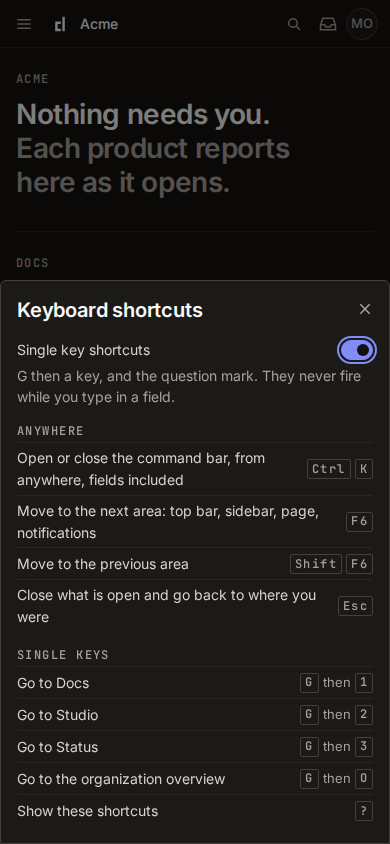 Acme
MO
ACME
Nothing needs you.
Each product reports
here as it opens.
DOCS
Keyboard shortcuts
Single key shortcuts
G then a key, and the question mark. They never fire
while you type in a field.
ANYWHERE
Open or close the command bar, from
anywhere, fields included
Ctrl K
Move to the next area: top bar, sidebar, page,
notifications
F6
Move to the previous area Shift F6
Close what is open and go back to where you
were
Esc
SINGLE KEYS
Go to Docs G then 1
Go to Studio G then 2
Go to Status G then 3
Go to the organization overview G then O
Show these shortcuts ?